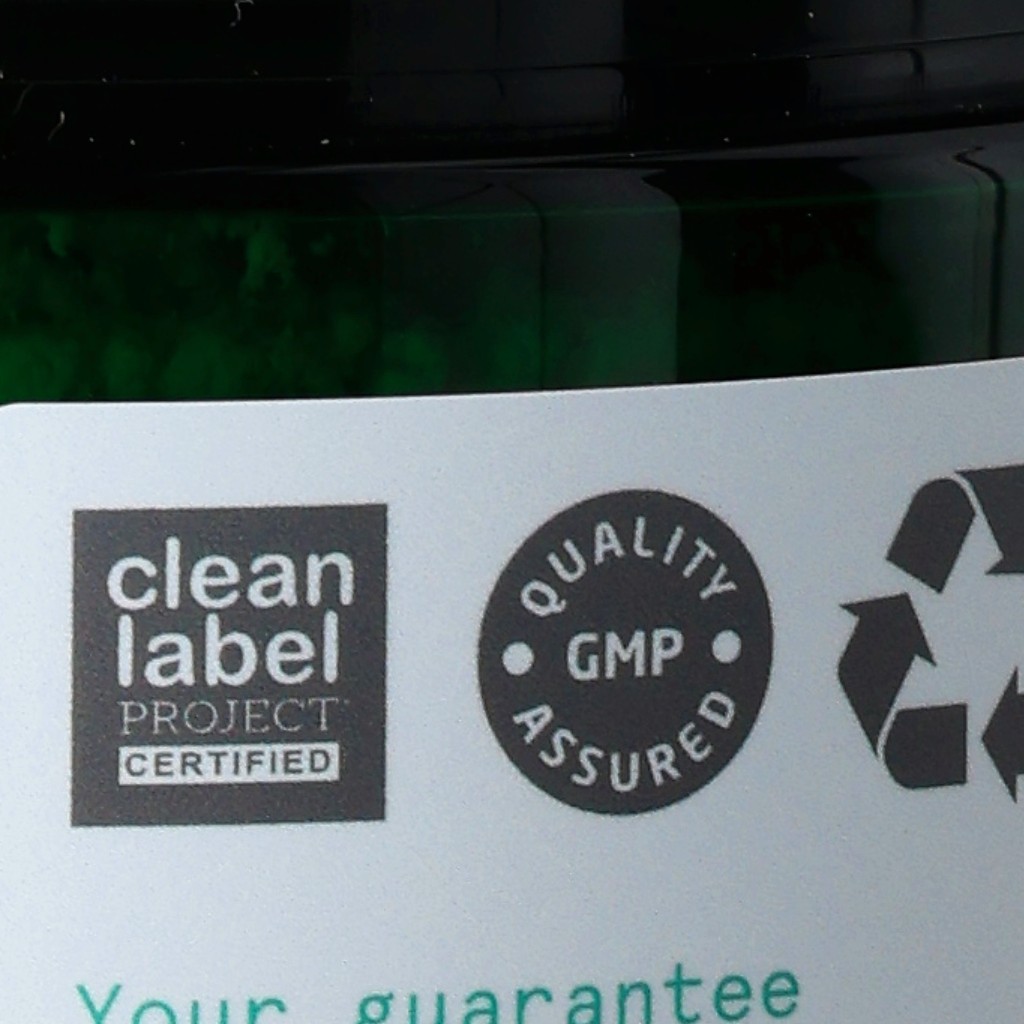 clean
label
PROJECT
CERTIFIED
QUALITY
GMP
ASSURED
Your guarantee